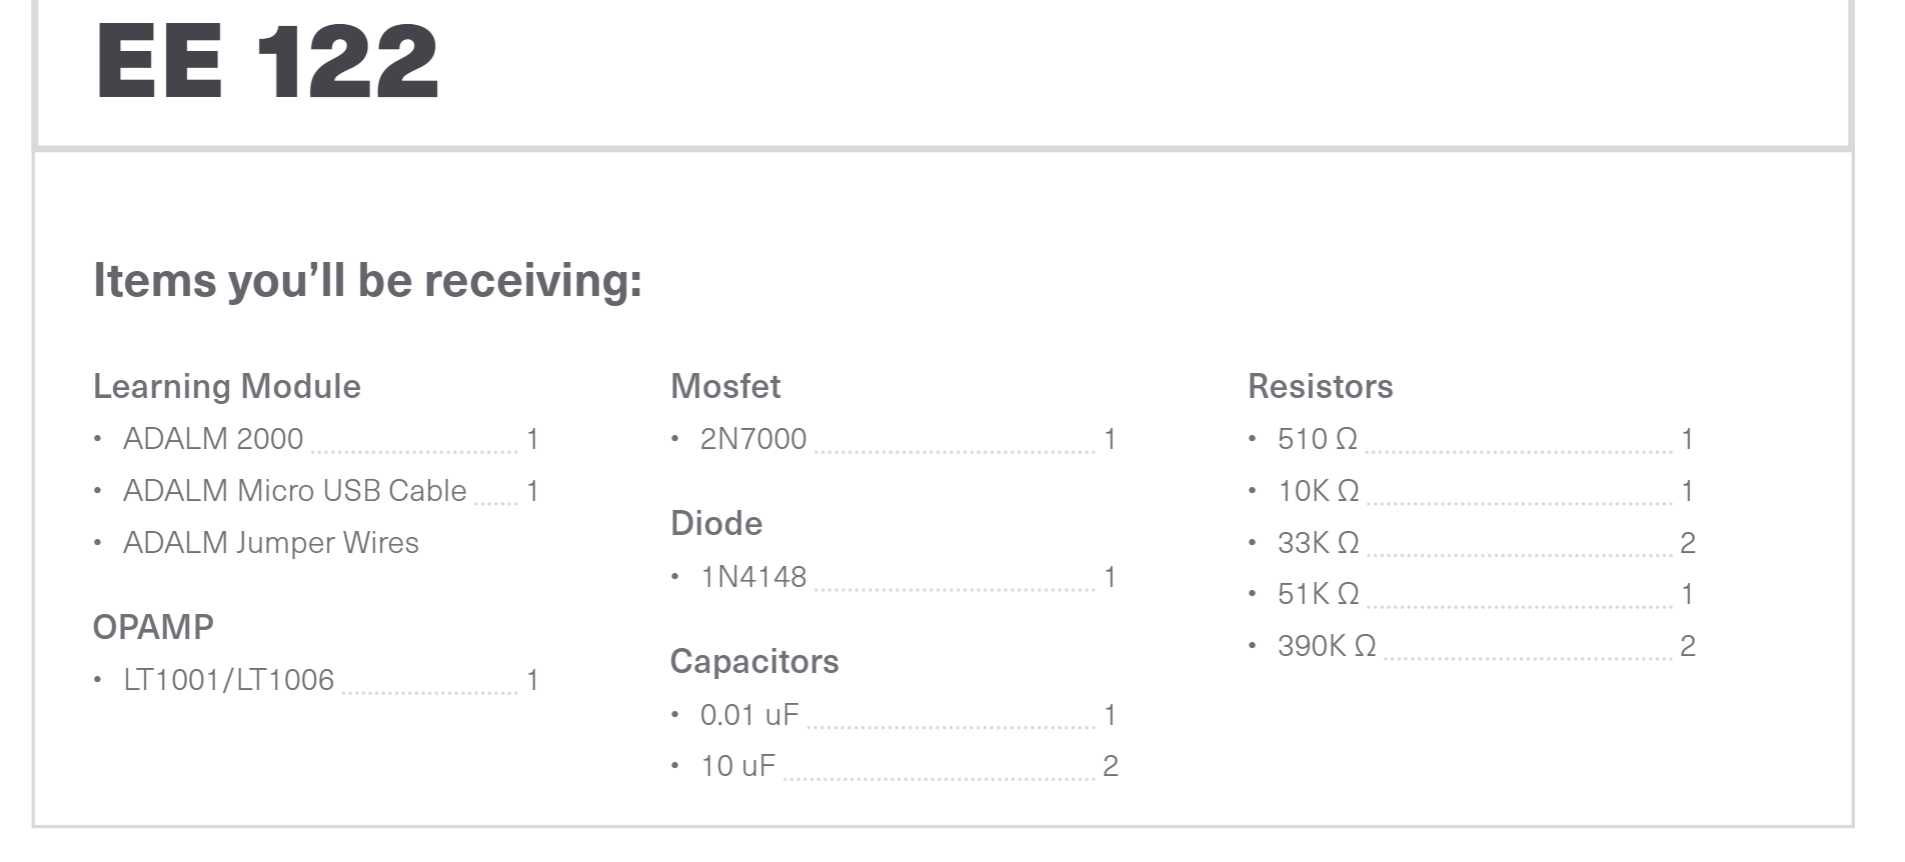 EE 122
Items you’ll be receiving:
Learning Module
• ADALM 2000 1
• ADALM Micro USB Cable 1
• ADALM Jumper Wires
OPAMP
• LT1001/LT1006 1
Mosfet
• 2N7000 1
Diode
• 1N4148 1
Capacitors
• 0.01 uF 1
• 10 uF 2
Resistors
• 510 Ω 1
• 10K Ω 1
• 33K Ω 2
• 51K Ω 1
• 390K Ω 2